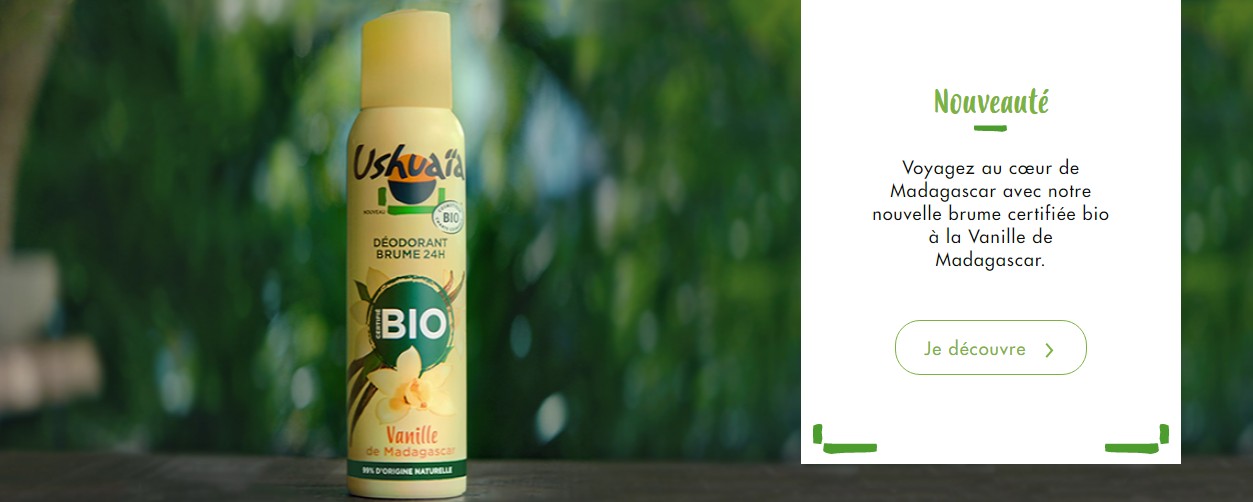 Ushuaïa
NOUVEAU
BIO
DÉODORANT
BRUME 24H
CERTIFIÉ
BIO
Vanille
de Madagascar
99% D'ORIGINE NATURELLE
Nouveauté
Voyagez au cœur de
Madagascar avec notre
nouvelle brume certifiée bio
à la Vanille de
Madagascar.
Je découvre